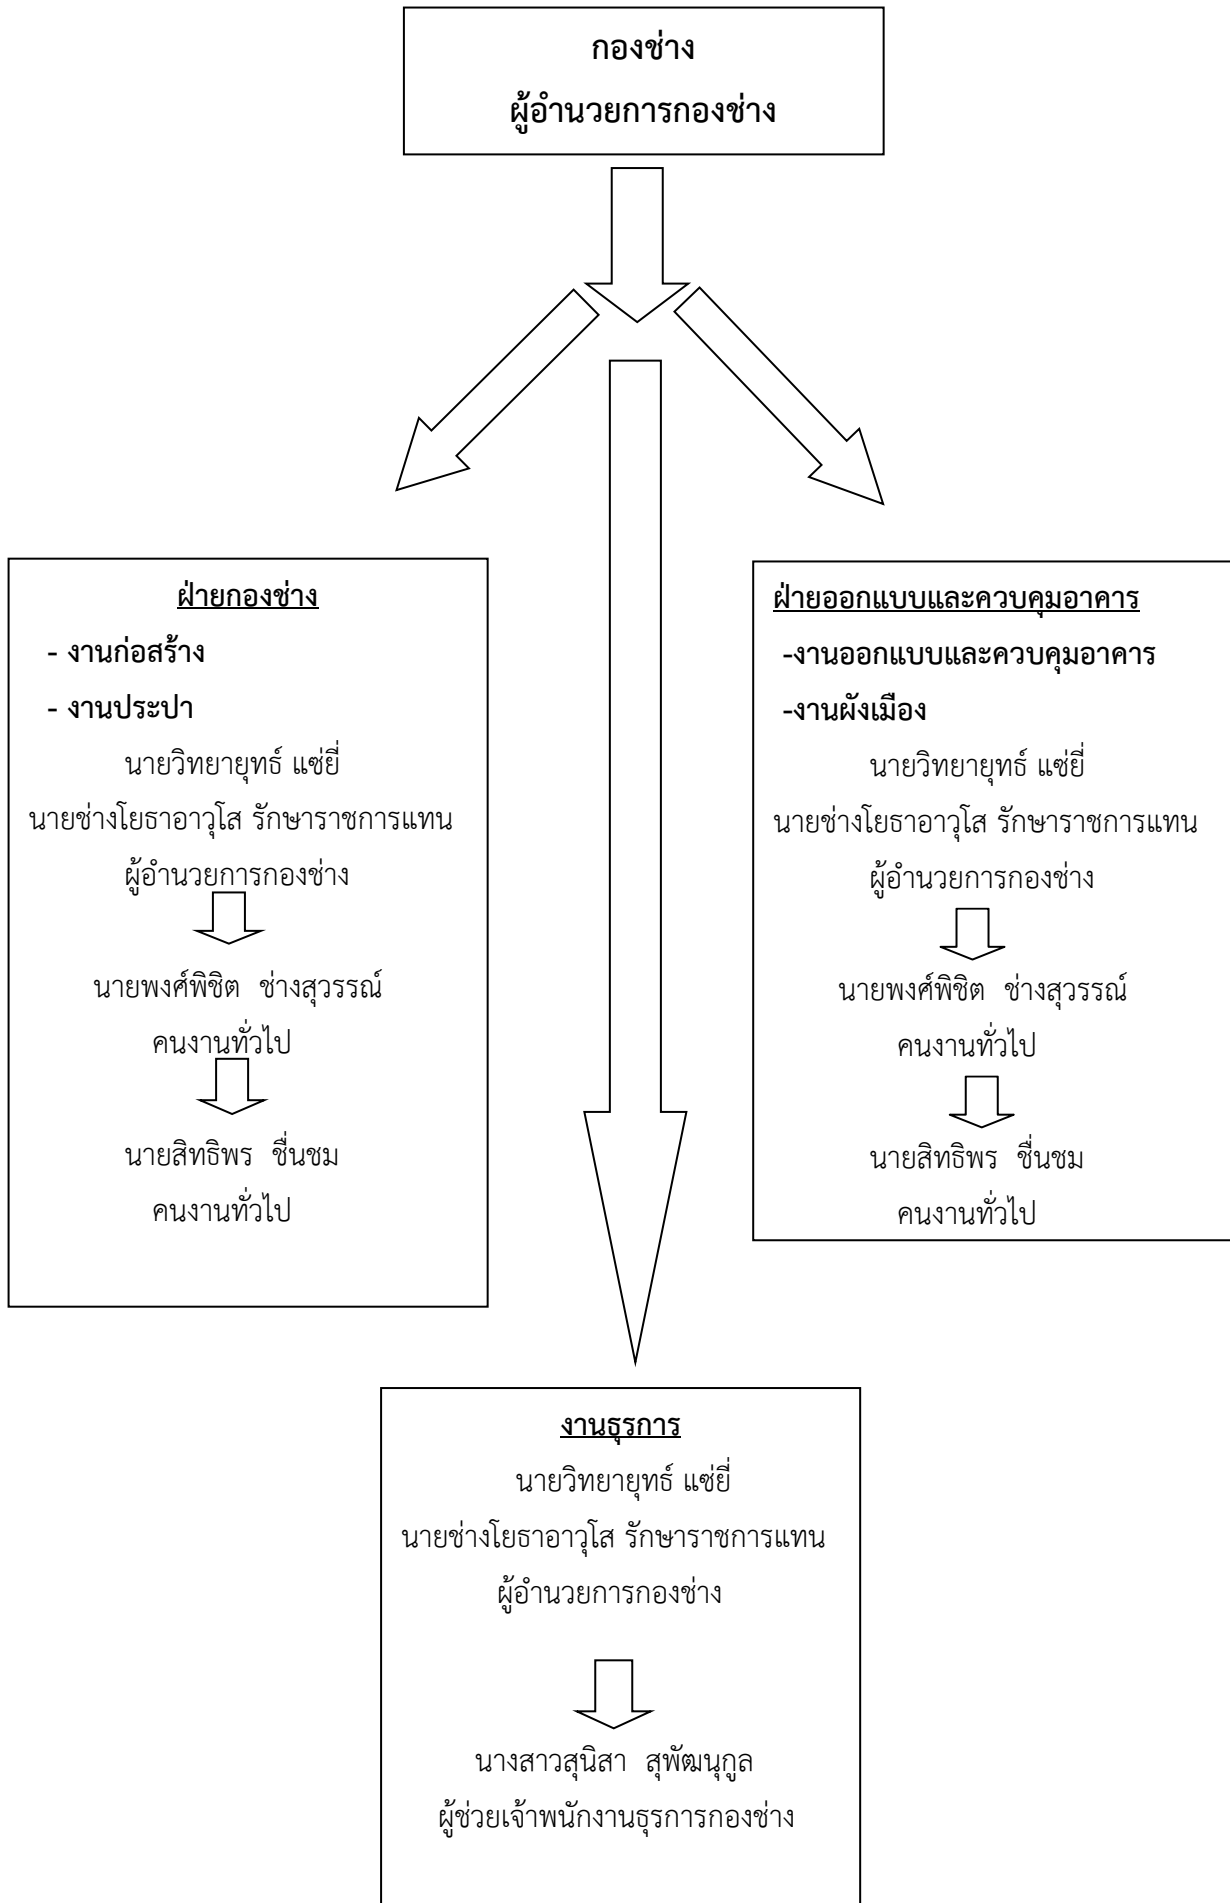 กองช่าง
ผู้อำนวยการกองช่าง
ฝ่ายกองช่าง
- งานก่อสร้าง
- งานประปา
นายวิทยายุทธ์ แซ่ยี่
นายช่างโยธาอาวุโส รักษาราชการแทน
ผู้อำนวยการกองช่าง
นายพงศ์พิชิต ช่างสุวรรณ์
คนงานทั่วไป
นายสิทธิพร ชื่นชม
คนงานทั่วไป
ฝ่ายออกแบบและควบคุมอาคาร
-งานออกแบบและควบคุมอาคาร
-งานผังเมือง
นายวิทยายุทธ์ แซ่ยี่
นายช่างโยธาอาวุโส รักษาราชการแทน
ผู้อำนวยการกองช่าง
นายพงศ์พิชิต ช่างสุวรรณ์
คนงานทั่วไป
นายสิทธิพร ชื่นชม
คนงานทั่วไป
งานธุรการ
นายวิทยายุทธ์ แซ่ยี่
นายช่างโยธาอาวุโส รักษาราชการแทน
ผู้อำนวยการกองช่าง
นางสาวสุนิสา สุพัฒนุกูล
ผู้ช่วยเจ้าพนักงานธุรการกองช่าง